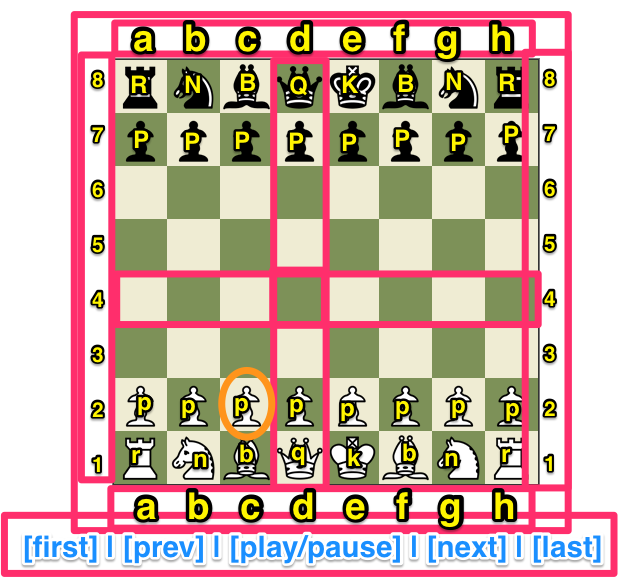 a b c d e f g h
8 R N B Q K B N R 8
7 P P P P P P P P 7
6 6
5 5
4 4
3 3
2 p p p p p p p p 2
1 r n b q k b n r 1
a b c d e f g h
[first] | [prev] | [play/pause] | [next] | [last]